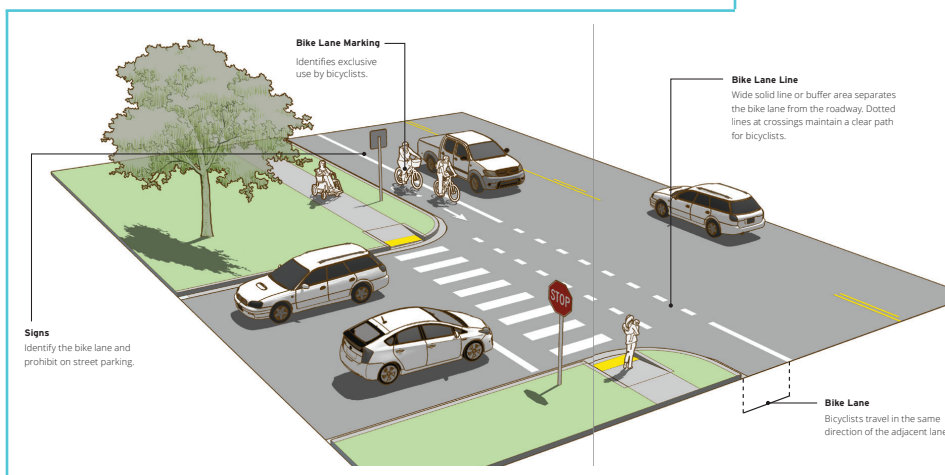 Bike Lane Marking
Identifies exclusive
use by bicyclists.
Bike Lane Line
Wide solid line or buffer area separates
the bike lane from the roadway. Dotted
lines at crossings maintain a clear path
for bicyclists.
STOP
Signs
Identify the bike lane and
prohibit on street parking.
Bike Lane
Bicyclists travel in the same
direction of the adjacent lane